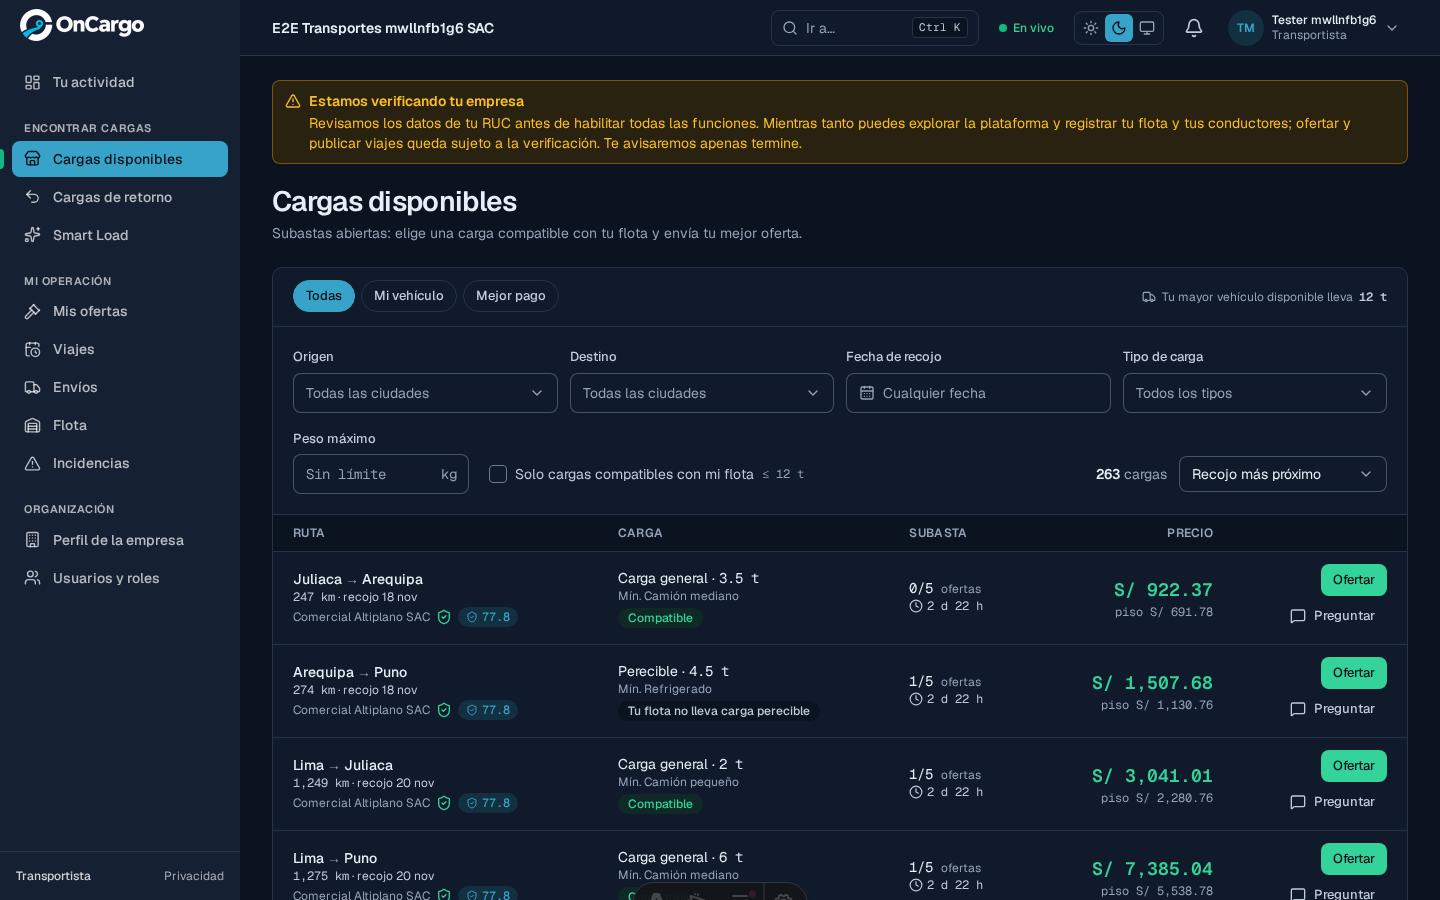 OnCargo
E2E Transportes mwllnfb1g6 SAC
Ir a...
Ctrl K
En vivo
TM
Tester mwllnfb1g6
Transportista
Tu actividad
ENCONTRAR CARGAS
Cargas disponibles
Cargas de retorno
Smart Load
MI OPERACIÓN
Mis ofertas
Viajes
Envíos
Flota
Incidencias
ORGANIZACIÓN
Perfil de la empresa
Usuarios y roles
Transportista
Privacidad
Estamos verificando tu empresa
Revisamos los datos de tu RUC antes de habilitar todas las funciones. Mientras tanto puedes explorar la plataforma y registrar tu flota y tus conductores; ofertar y
publicar viajes queda sujeto a la verificación. Te avisaremos apenas termine.
Cargas disponibles
Subastas abiertas: elige una carga compatible con tu flota y envía tu mejor oferta.
Todas
Mi vehículo
Mejor pago
Tu mayor vehículo disponible lleva 12 t
Origen
Destino
Fecha de recojo
Tipo de carga
Todas las ciudades
Todas las ciudades
Cualquier fecha
Todos los tipos
Peso máximo
Sin límite kg
Solo cargas compatibles con mi flota ≤ 12 t
263 cargas
Recojo más próximo
RUTA
CARGA
SUBASTA
PRECIO
Juliaca → Arequipa
247 km · recojo 18 nov
Comercial Altiplano SAC 77.8
Carga general · 3.5 t
Mín. Camión mediano
Compatible
0/5 ofertas
2 d 22 h
S/ 922.37
piso S/ 691.78
Ofertar
Preguntar
Arequipa → Puno
274 km · recojo 18 nov
Comercial Altiplano SAC 77.8
Perecible · 4.5 t
Mín. Refrigerado
Tu flota no lleva carga perecible
1/5 ofertas
2 d 22 h
S/ 1,507.68
piso S/ 1,130.76
Ofertar
Preguntar
Lima → Juliaca
1,249 km · recojo 20 nov
Comercial Altiplano SAC 77.8
Carga general · 2 t
Mín. Camión pequeño
Compatible
1/5 ofertas
2 d 22 h
S/ 3,041.01
piso S/ 2,280.76
Ofertar
Preguntar
Lima → Puno
1,275 km · recojo 20 nov
Comercial Altiplano SAC 77.8
Carga general · 6 t
Mín. Camión mediano
1/5 ofertas
2 d 22 h
S/ 7,385.04
piso S/ 5,538.78
Ofertar
Preguntar